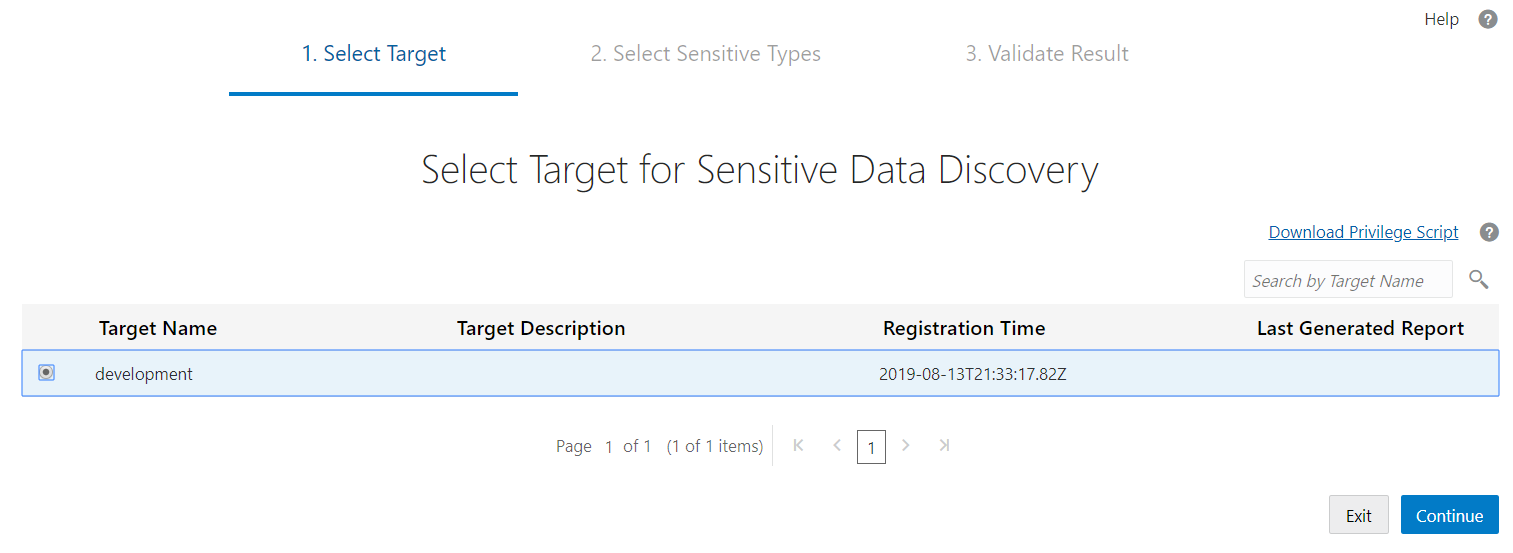 Help ?
1. Select Target 2. Select Sensitive Types 3. Validate Result
Select Target for Sensitive Data Discovery
Download Privilege Script ?
Search by Target Name
Target Name Target Description Registration Time Last Generated Report
development 2019-08-13T21:33:17.82Z
Page 1 of 1 (1 of 1 items) 1
Exit Continue